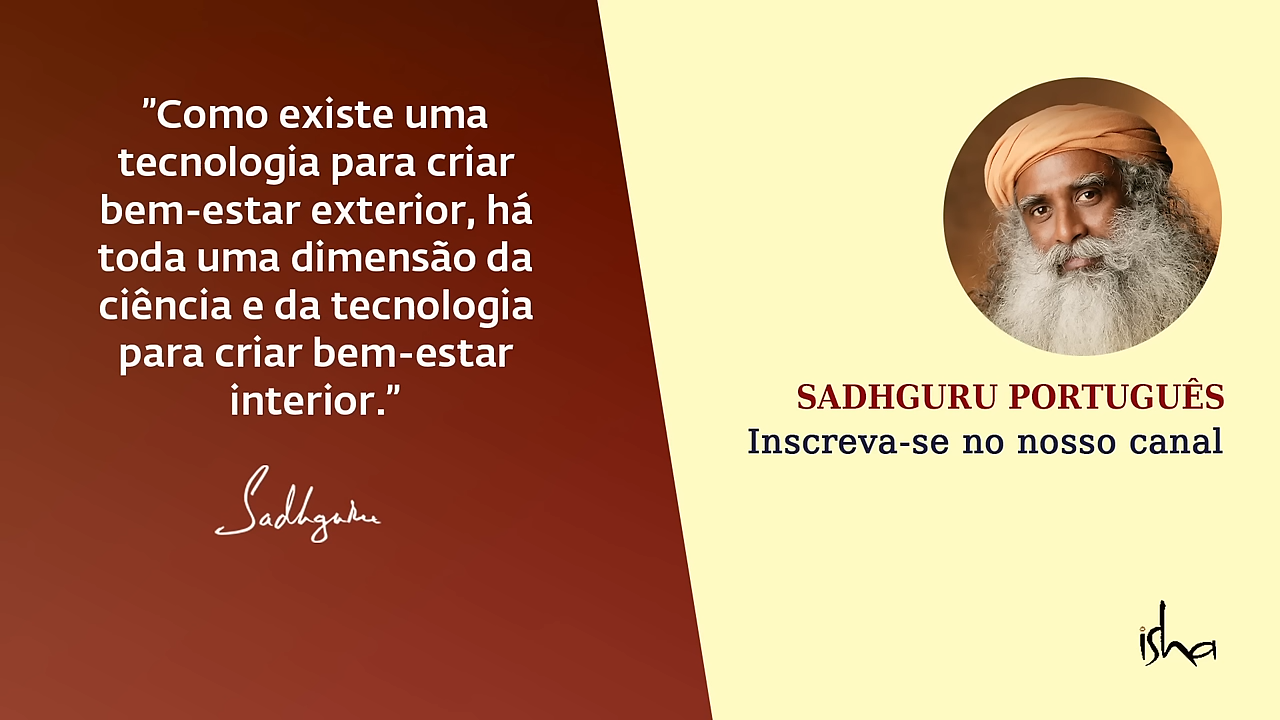 ”Como existe uma
tecnologia para criar
bem-estar exterior, há
toda uma dimensão da
ciência e da tecnologia
para criar bem-estar
interior.”
Sadhguru
SADHGURU PORTUGUÊS
Inscreva-se no nosso canal
isha